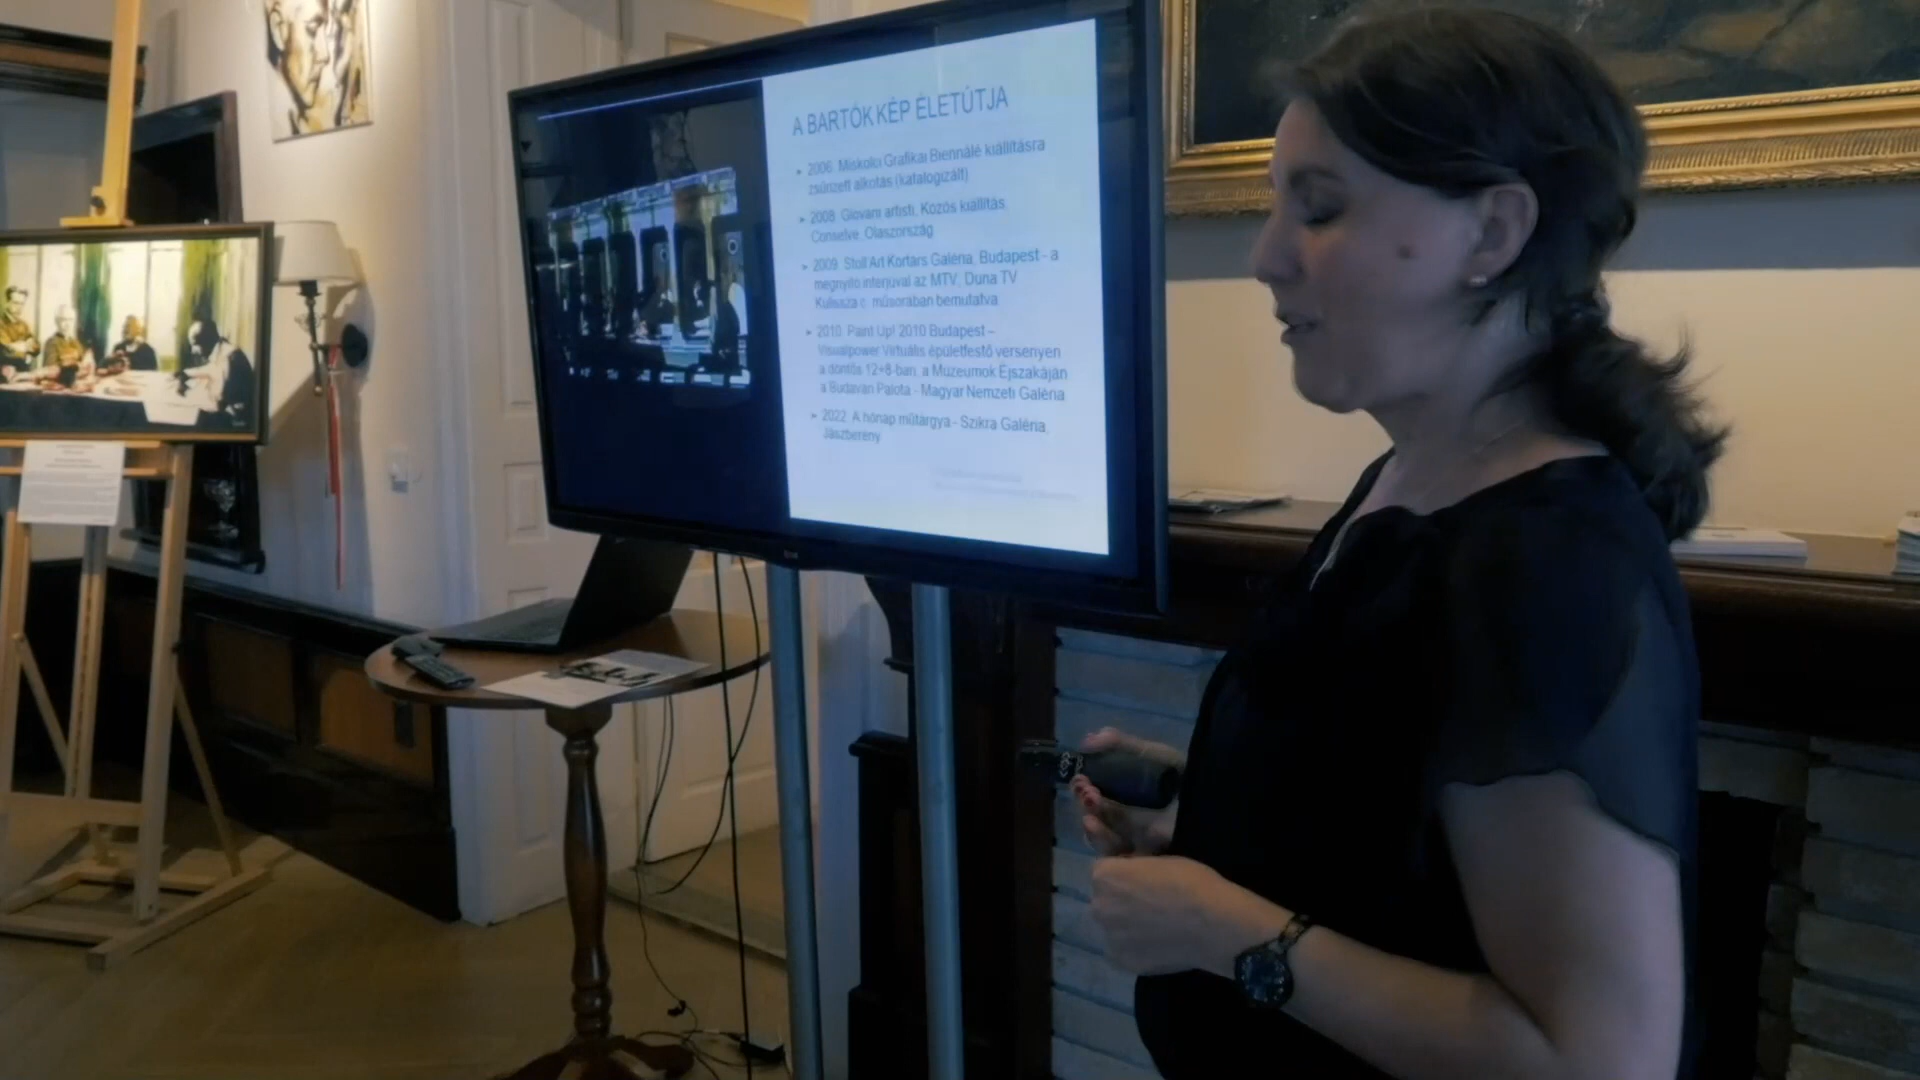 A BARTÓK KÉP ÉLETÚTJA
➢ 2006. Miskolci Grafikai Biennálé kiállításra
zsűrizett alkotás (katalogizált)
➢ 2008. Giovani artisti, Közös kiállítás,
Conselve, Olaszország
➢ 2009. Stoll'Art Kortárs Galéria, Budapest - a
megnyitó interjúval az MTV, Duna TV
Kulissza c. műsorában bemutatva
➢ 2010. Paint Up! 2010 Budapest –
Visualpower Virtuális épületfestő versenyen
a döntős 12+8-ban, a Múzeumok Éjszakáján
a Budavári Palota - Magyar Nemzeti Galéria
➢ 2022. A hónap műtárgya - Szikra Galéria,
Jászberény